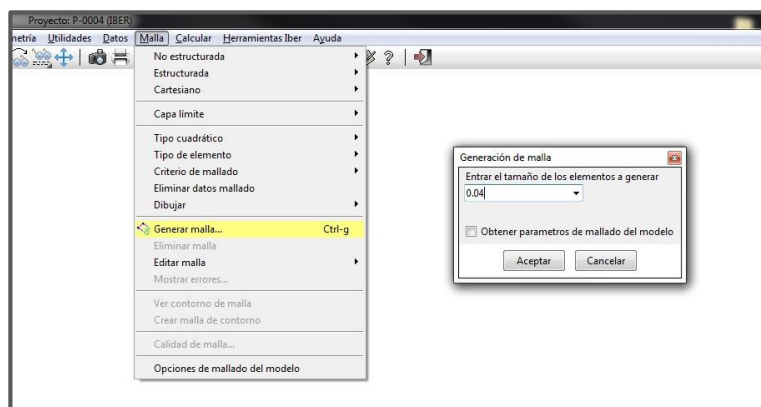 Proyecto: P-0004 (IBER)
netría Utilidades Datos Malla Calcular Herramientas Iber Ayuda
No estructurada
Estructurada
Cartesiano
Capa límite
Tipo cuadrático
Tipo de elemento
Criterio de mallado
Eliminar datos mallado
Dibujar
Generar malla... Ctrl-g
Eliminar malla
Editar malla
Mostrar errores...
Ver contorno de malla
Crear malla de contorno
Calidad de malla...
Opciones de mallado del modelo
Generación de malla
Entrar el tamaño de los elementos a generar
0.04
Obtener parametros de mallado del modelo
Aceptar Cancelar